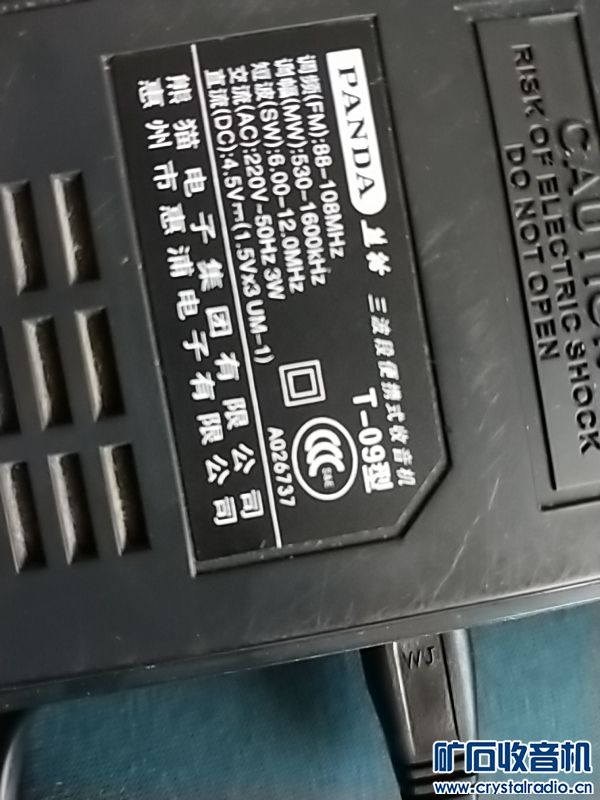 PANDA 熊猫 三波段便携式收音机
T-09型
调频(FM):88-108MHz
调幅(MW):530-1600kHz
短波(SW):6.00-12.0MHz
交流(AC):220V~50Hz 3W
直流(DC):4.5V⎓(1.5V×3 UM-1)
CCC
S&E
A026737
熊猫电子集团有限公司
惠州市惠浦电子有限公司
CAUTION
RISK OF ELECTRIC SHOCK
DO NOT OPEN
WJ
矿石收音机
www.crystalradio.cn